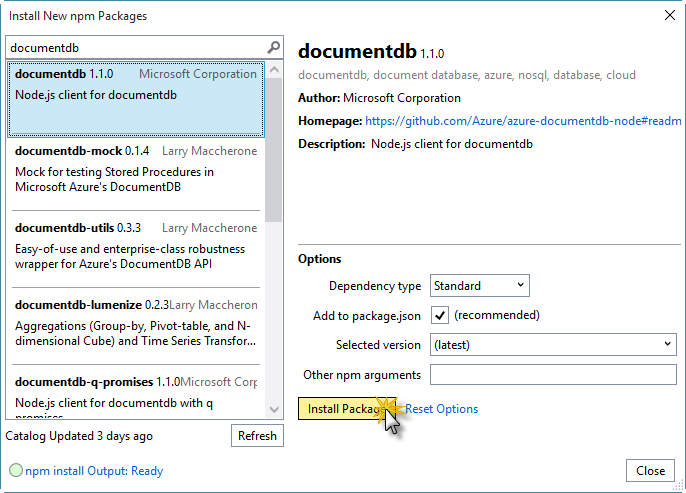 Install New npm Packages
documentdb
documentdb 1.1.0 Microsoft Corporation
Node.js client for documentdb
documentdb-mock 0.1.4 Larry Maccherone
Mock for testing Stored Procedures in
Microsoft Azure's DocumentDB
documentdb-utils 0.3.3 Larry Maccherone
Easy-of-use and enterprise-class robustness
wrapper for Azure's DocumentDB API
documentdb-lumenize 0.2.3 Larry Maccheron
Aggregations (Group-by, Pivot-table, and N-
dimensional Cube) and Time Series Transfor...
documentdb-q-promises 1.1.0 Microsoft Corp
Node.js client for documentdb with q
promises
Catalog Updated 3 days ago
Refresh
documentdb 1.1.0
documentdb, document database, azure, nosql, database, cloud
Author: Microsoft Corporation
Homepage: https://github.com/Azure/azure-documentdb-node#readm
Description: Node.js client for documentdb
Options
Dependency type Standard
Add to package.json (recommended)
Selected version (latest)
Other npm arguments
Install Package Reset Options
npm install Output: Ready
Close